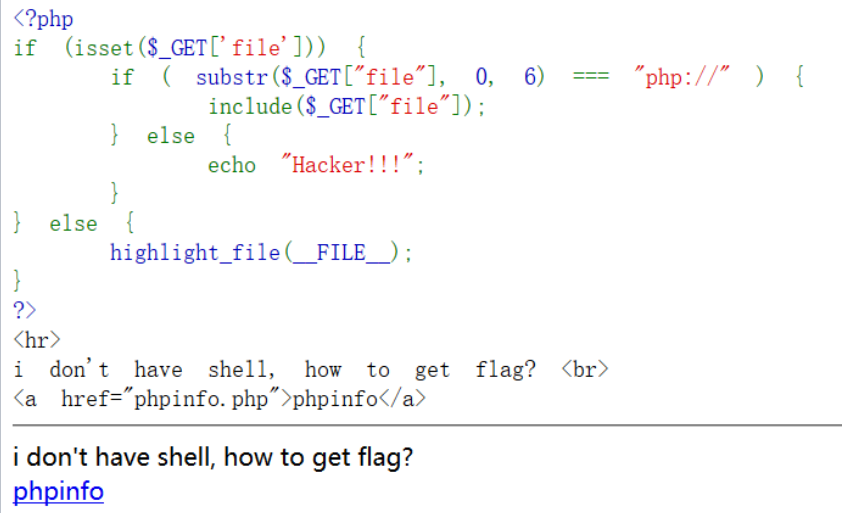 <?php
if (isset($_GET['file'])) {
if ( substr($_GET["file"], 0, 6) === "php://" ) {
include($_GET["file"]);
} else {
echo "Hacker!!!";
}
} else {
highlight_file(__FILE__);
}
?>
<hr>
i don't have shell, how to get flag? <br>
<a href="phpinfo.php">phpinfo</a>
i don't have shell, how to get flag?
phpinfo